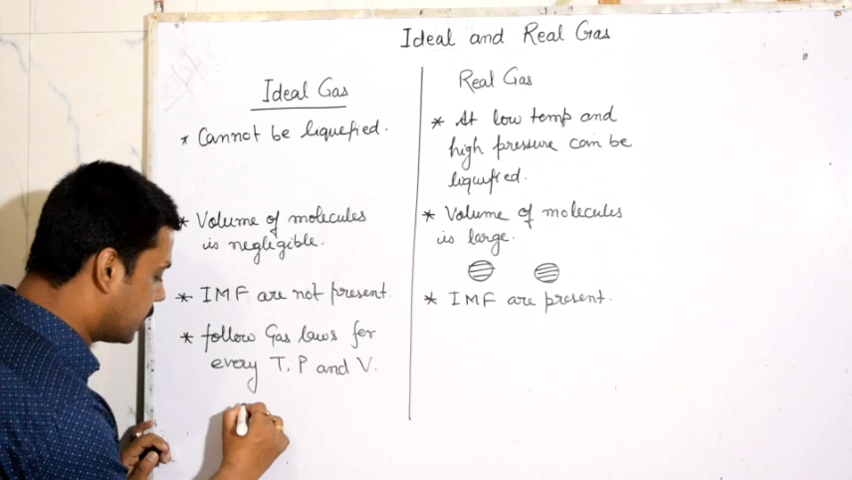 Ideal and Real Gas
Ideal Gas
* Cannot be liquefied.
* Volume of molecules
is negligible.
* IMF are not present.
* follow Gas laws for
every T, P and V.
Real Gas
* At low temp and
high pressure can be
liquified.
* Volume of molecules
is large.
* IMF are present.